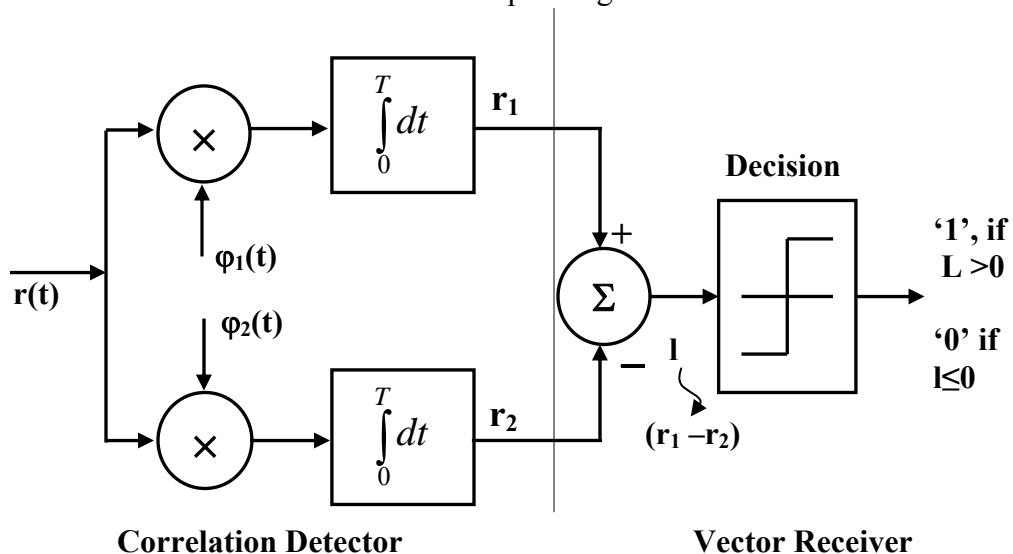 T
∫ dt
0
r₁
×
φ₁(t)
r(t)
φ₂(t)
×
T
∫ dt
0
r₂
+
Σ
−
l
(r₁ –r₂)
Decision
‘1’, if
L >0
‘0’ if
l≤0
Correlation Detector
Vector Receiver